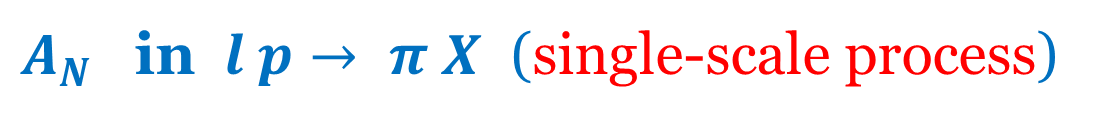 A_N in l p → π X (single-scale process)